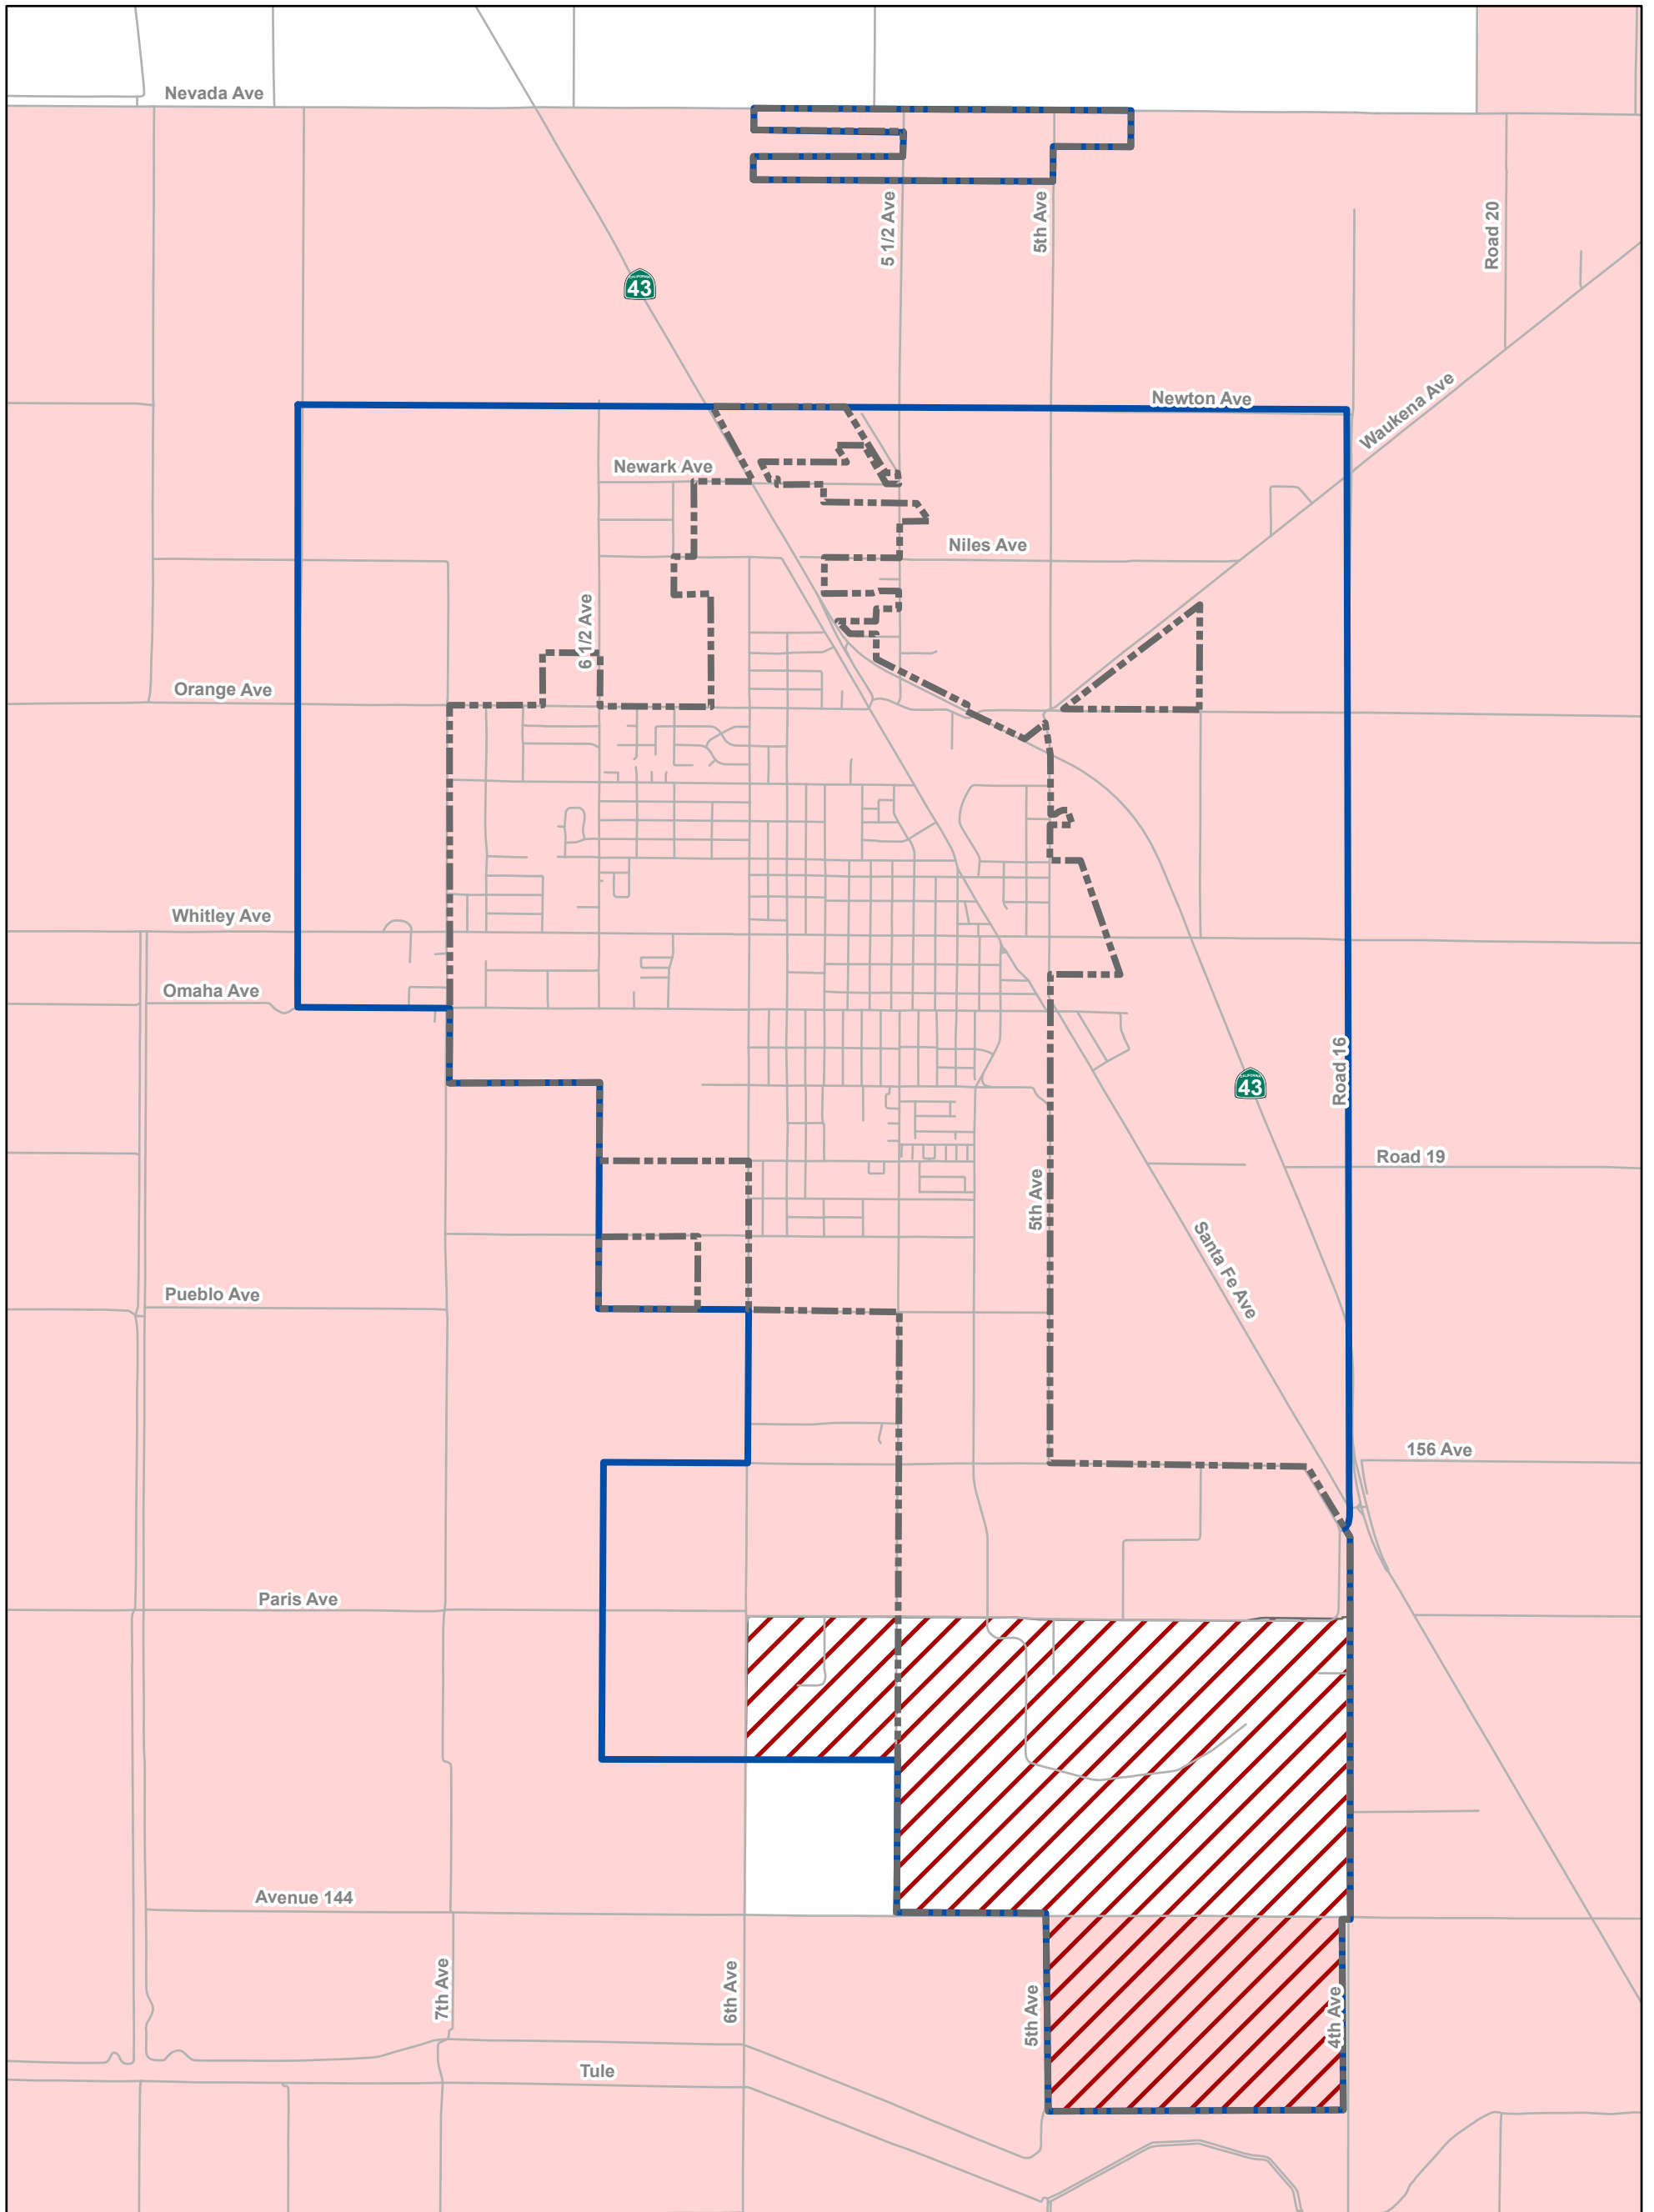 Nevada Ave
5 1/2 Ave
5th Ave
Road 20
CALIFORNIA
43
Newton Ave
Waukena Ave
Newark Ave
Niles Ave
6 1/2 Ave
Orange Ave
Whitley Ave
Omaha Ave
Road 16
CALIFORNIA
43
Road 19
5th Ave
Santa Fe Ave
Pueblo Ave
156 Ave
Paris Ave
Avenue 144
7th Ave
6th Ave
5th Ave
4th Ave
Tule